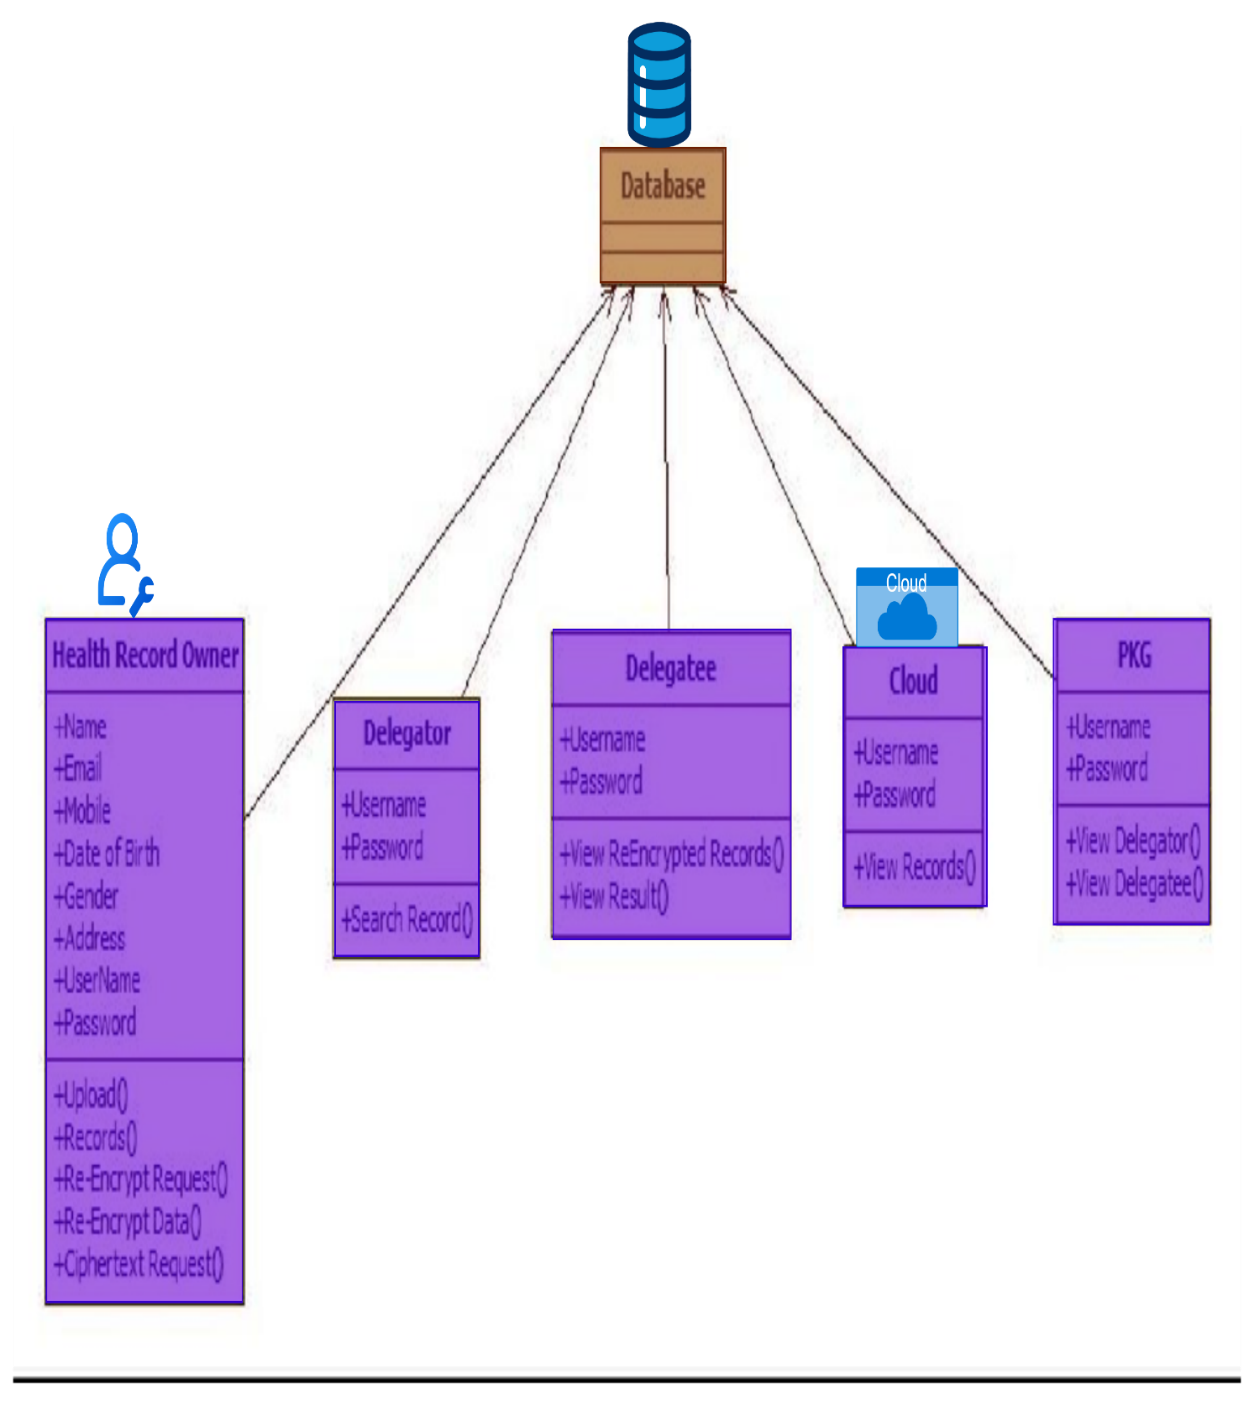 Database
Health Record Owner
+Name
+Email
+Mobile
+Date of Birth
+Gender
+Address
+UserName
+Password
+Upload()
+Records()
+Re-Encrypt Request()
+Re-Encrypt Data()
+Ciphertext Request()
Delegator
+Username
+Password
+Search Record()
Delegatee
+Username
+Password
+View ReEncrypted Records()
+View Result()
Cloud
Cloud
+Username
+Password
+View Records()
PKG
+Username
+Password
+View Delegator()
+View Delegatee()